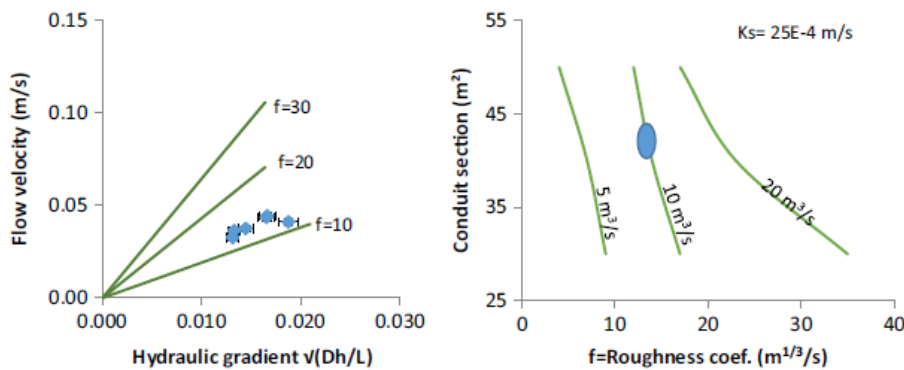 Flow velocity (m/s)
0.15
0.10
0.05
0.00
0.000
0.010
0.020
0.030
f=30
f=20
f=10
Hydraulic gradient √(Dh/L)
Conduit section (m²)
55
45
35
25
0
10
20
30
40
Ks= 25E-4 m/s
5 m³/s
10 m³/s
20 m³/s
f=Roughness coef. (m¹/³/s)